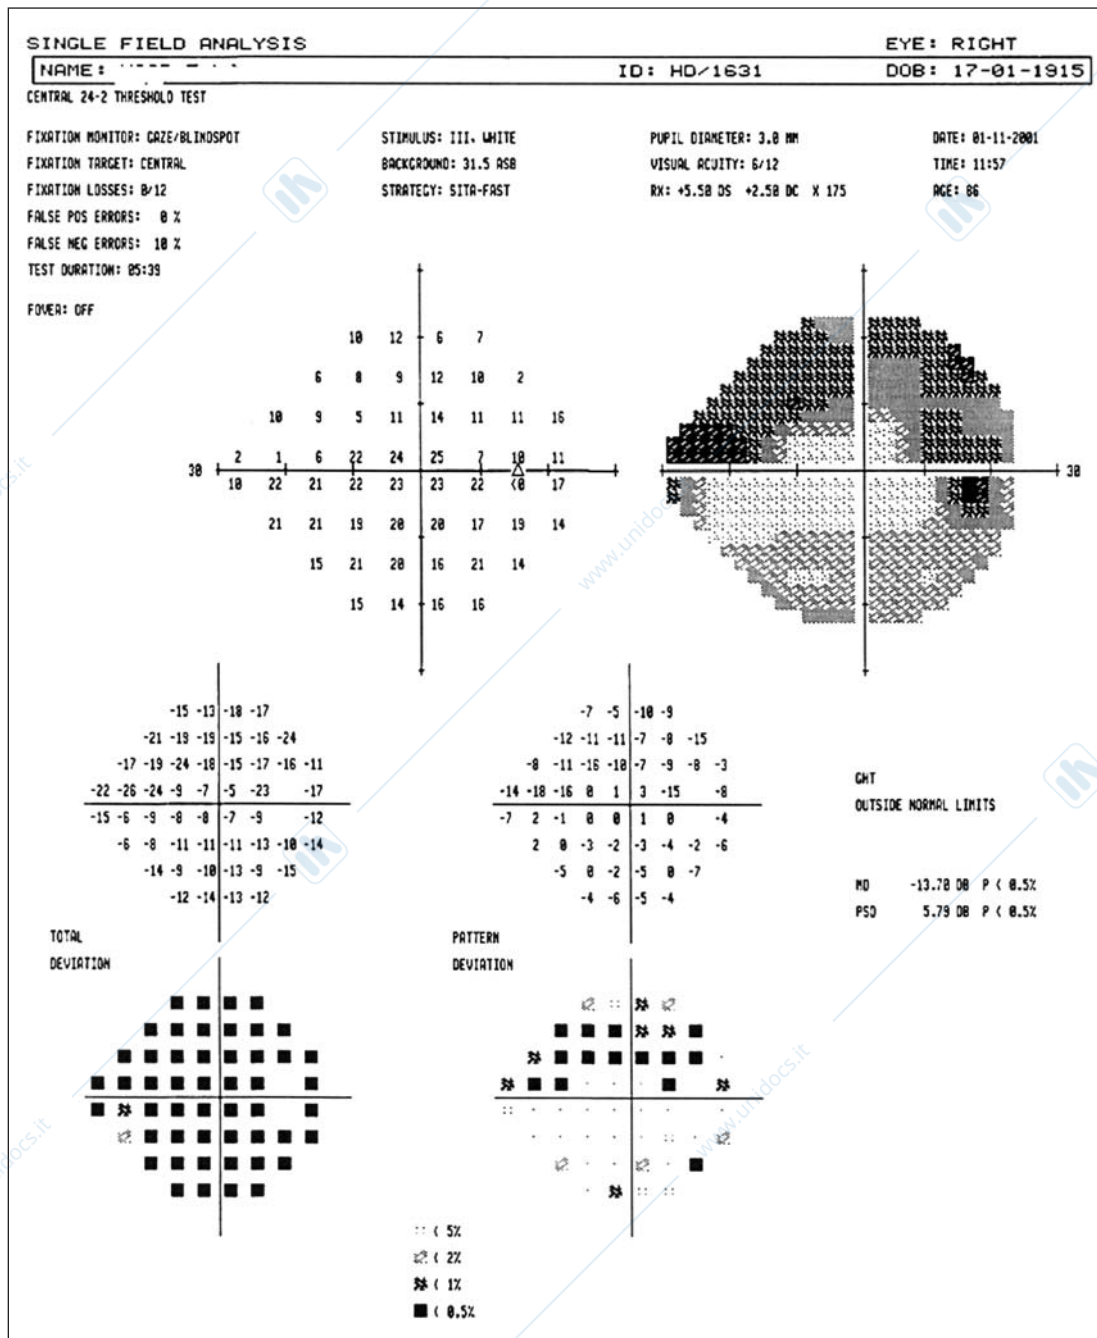 SINGLE FIELD ANALYSIS EYE: RIGHT
NAME: ID: HD/1631 DOB: 17-01-1915
CENTRAL 24-2 THRESHOLD TEST
FIXATION MONITOR: GAZE/BLINDSPOT STIMULUS: III, WHITE PUPIL DIAMETER: 3.0 MM DATE: 01-11-2001
FIXATION TARGET: CENTRAL BACKGROUND: 31.5 ASB VISUAL ACUITY: 6/12 TIME: 11:57
FIXATION LOSSES: 0/12 STRATEGY: SITA-FAST RX: +5.50 DS +2.50 DC X 175 AGE: 86
FALSE POS ERRORS: 0 %
FALSE NEG ERRORS: 10 %
TEST DURATION: 05:39
FOVEA: OFF
10 12 6 7
6 8 9 12 10 2
10 9 5 11 14 11 11 16
2 1 6 22 24 25 7 10 11
30 30
10 22 21 22 23 23 22 <0 17
21 21 19 20 20 17 19 14
15 21 20 16 21 14
15 14 16 16
-15 -13 -18 -17 -7 -5 -10 -9
-21 -19 -19 -15 -16 -24 -12 -11 -11 -7 -8 -15
-17 -19 -24 -18 -15 -17 -16 -11 -8 -11 -16 -10 -7 -9 -8 -3
GHT
-22 -26 -24 -9 -7 -5 -23 -17 -14 -18 -16 0 1 3 -15 -8
OUTSIDE NORMAL LIMITS
-15 -6 -9 -8 -8 -7 -9 -12 -7 2 -1 0 0 1 0 -4
-6 -8 -11 -11 -11 -13 -10 -14 2 0 -3 -2 -3 -4 -2 -6
-14 -9 -10 -13 -9 -15 -5 0 -2 -5 0 -7
MD -13.70 DB P < 0.5%
-12 -14 -13 -12 -4 -6 -5 -4
PSD 5.79 DB P < 0.5%
TOTAL PATTERN
DEVIATION DEVIATION
< 5%
< 2%
< 1%
< 0.5%
www.unidocs.it